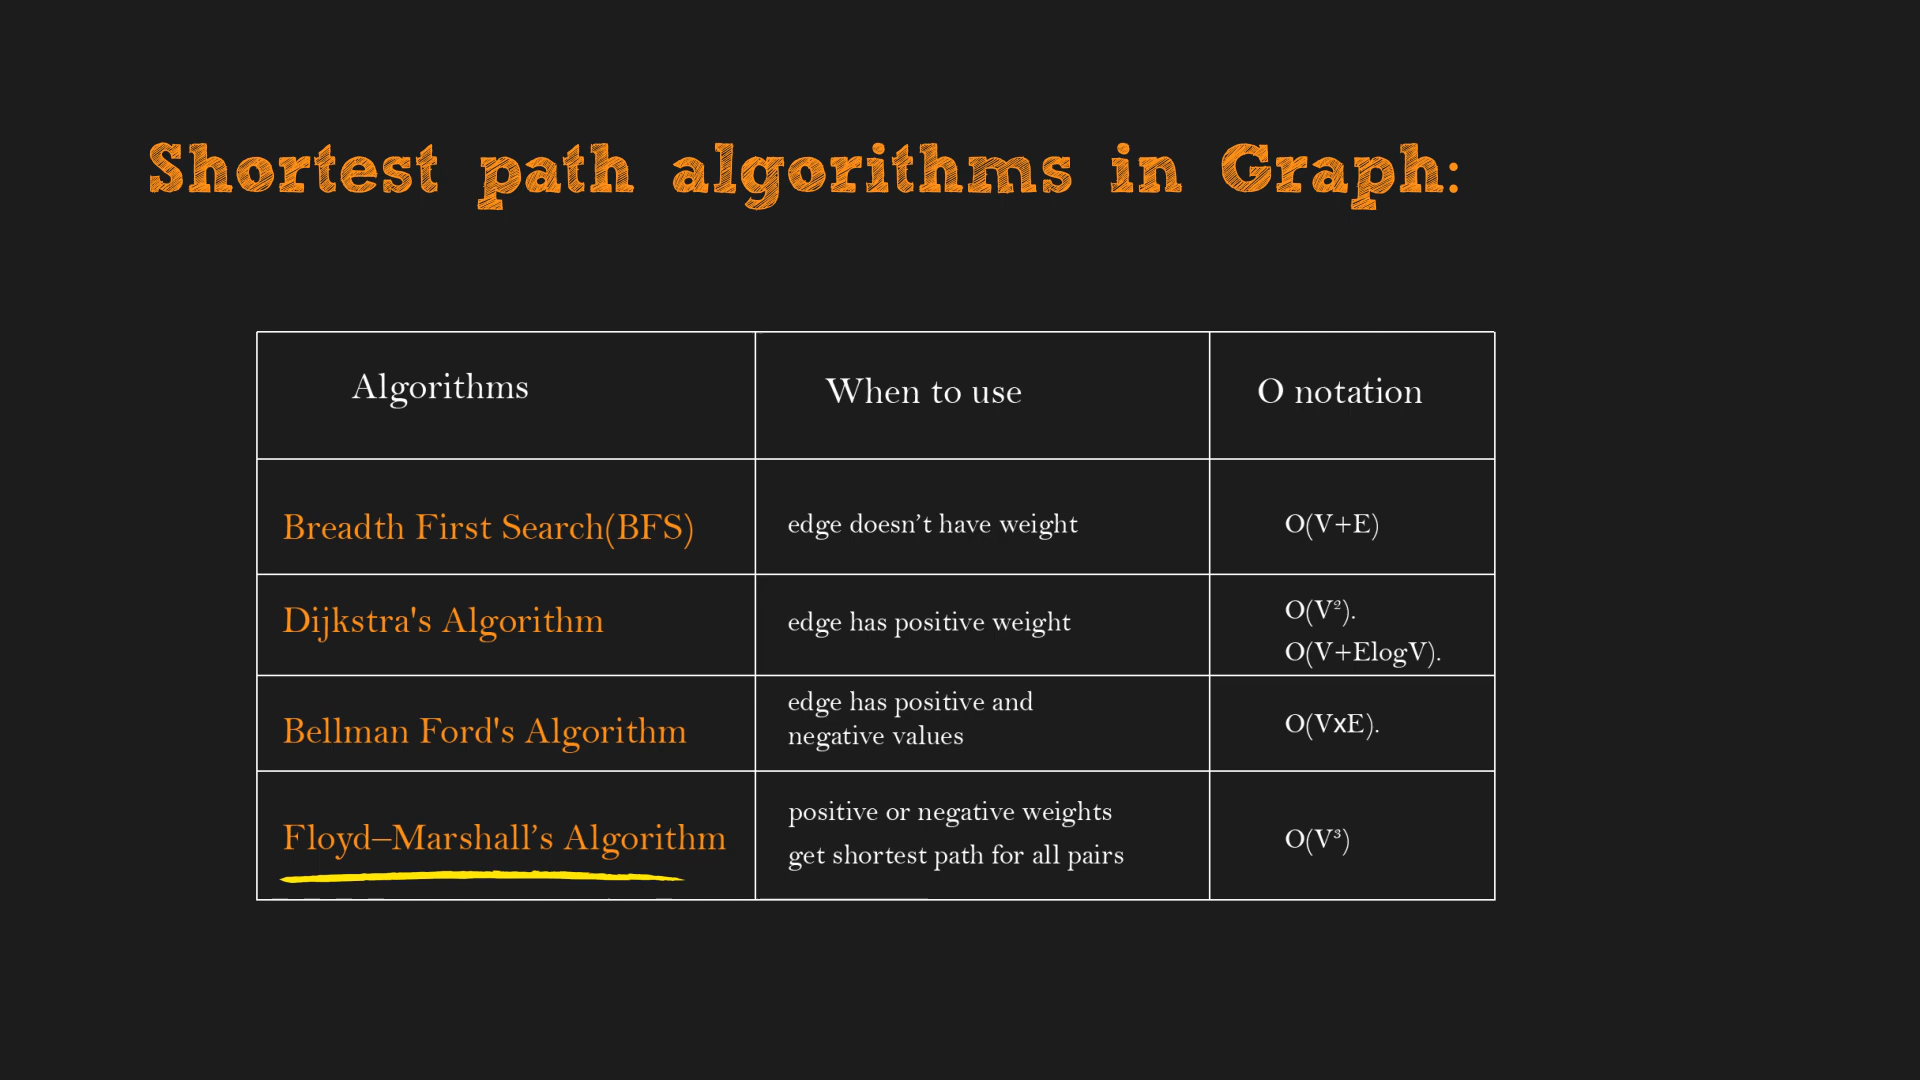 Shortest path algorithms in Graph:
Algorithms
When to use
O notation
Breadth First Search(BFS)
edge doesn’t have weight
O(V+E)
Dijkstra's Algorithm
edge has positive weight
O(V²).
O(V+ElogV).
Bellman Ford's Algorithm
edge has positive and
negative values
O(VxE).
Floyd–Marshall’s Algorithm
positive or negative weights
get shortest path for all pairs
O(V³)